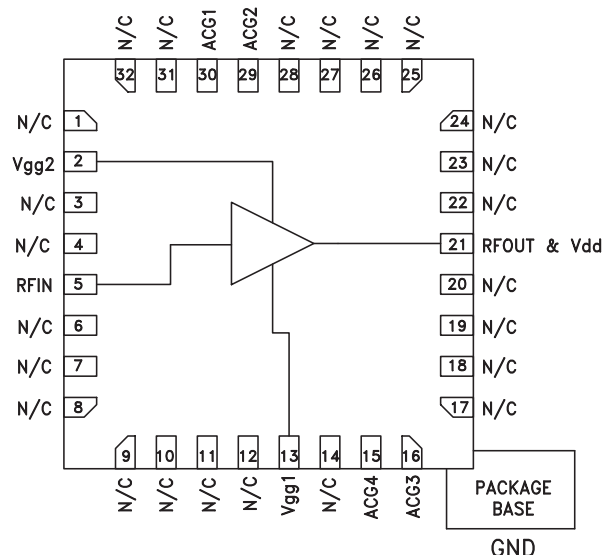 N/C
N/C
ACG1
ACG2
N/C
N/C
N/C
N/C
32
31
30
29
28
27
26
25
N/C 1
Vgg2 2
N/C 3
N/C 4
RFIN 5
N/C 6
N/C 7
N/C 8
24 N/C
23 N/C
22 N/C
21 RFOUT & Vdd
20 N/C
19 N/C
18 N/C
17 N/C
9
10
11
12
13
14
15
16
N/C
N/C
N/C
N/C
Vgg1
N/C
ACG4
ACG3
PACKAGE
BASE
GND